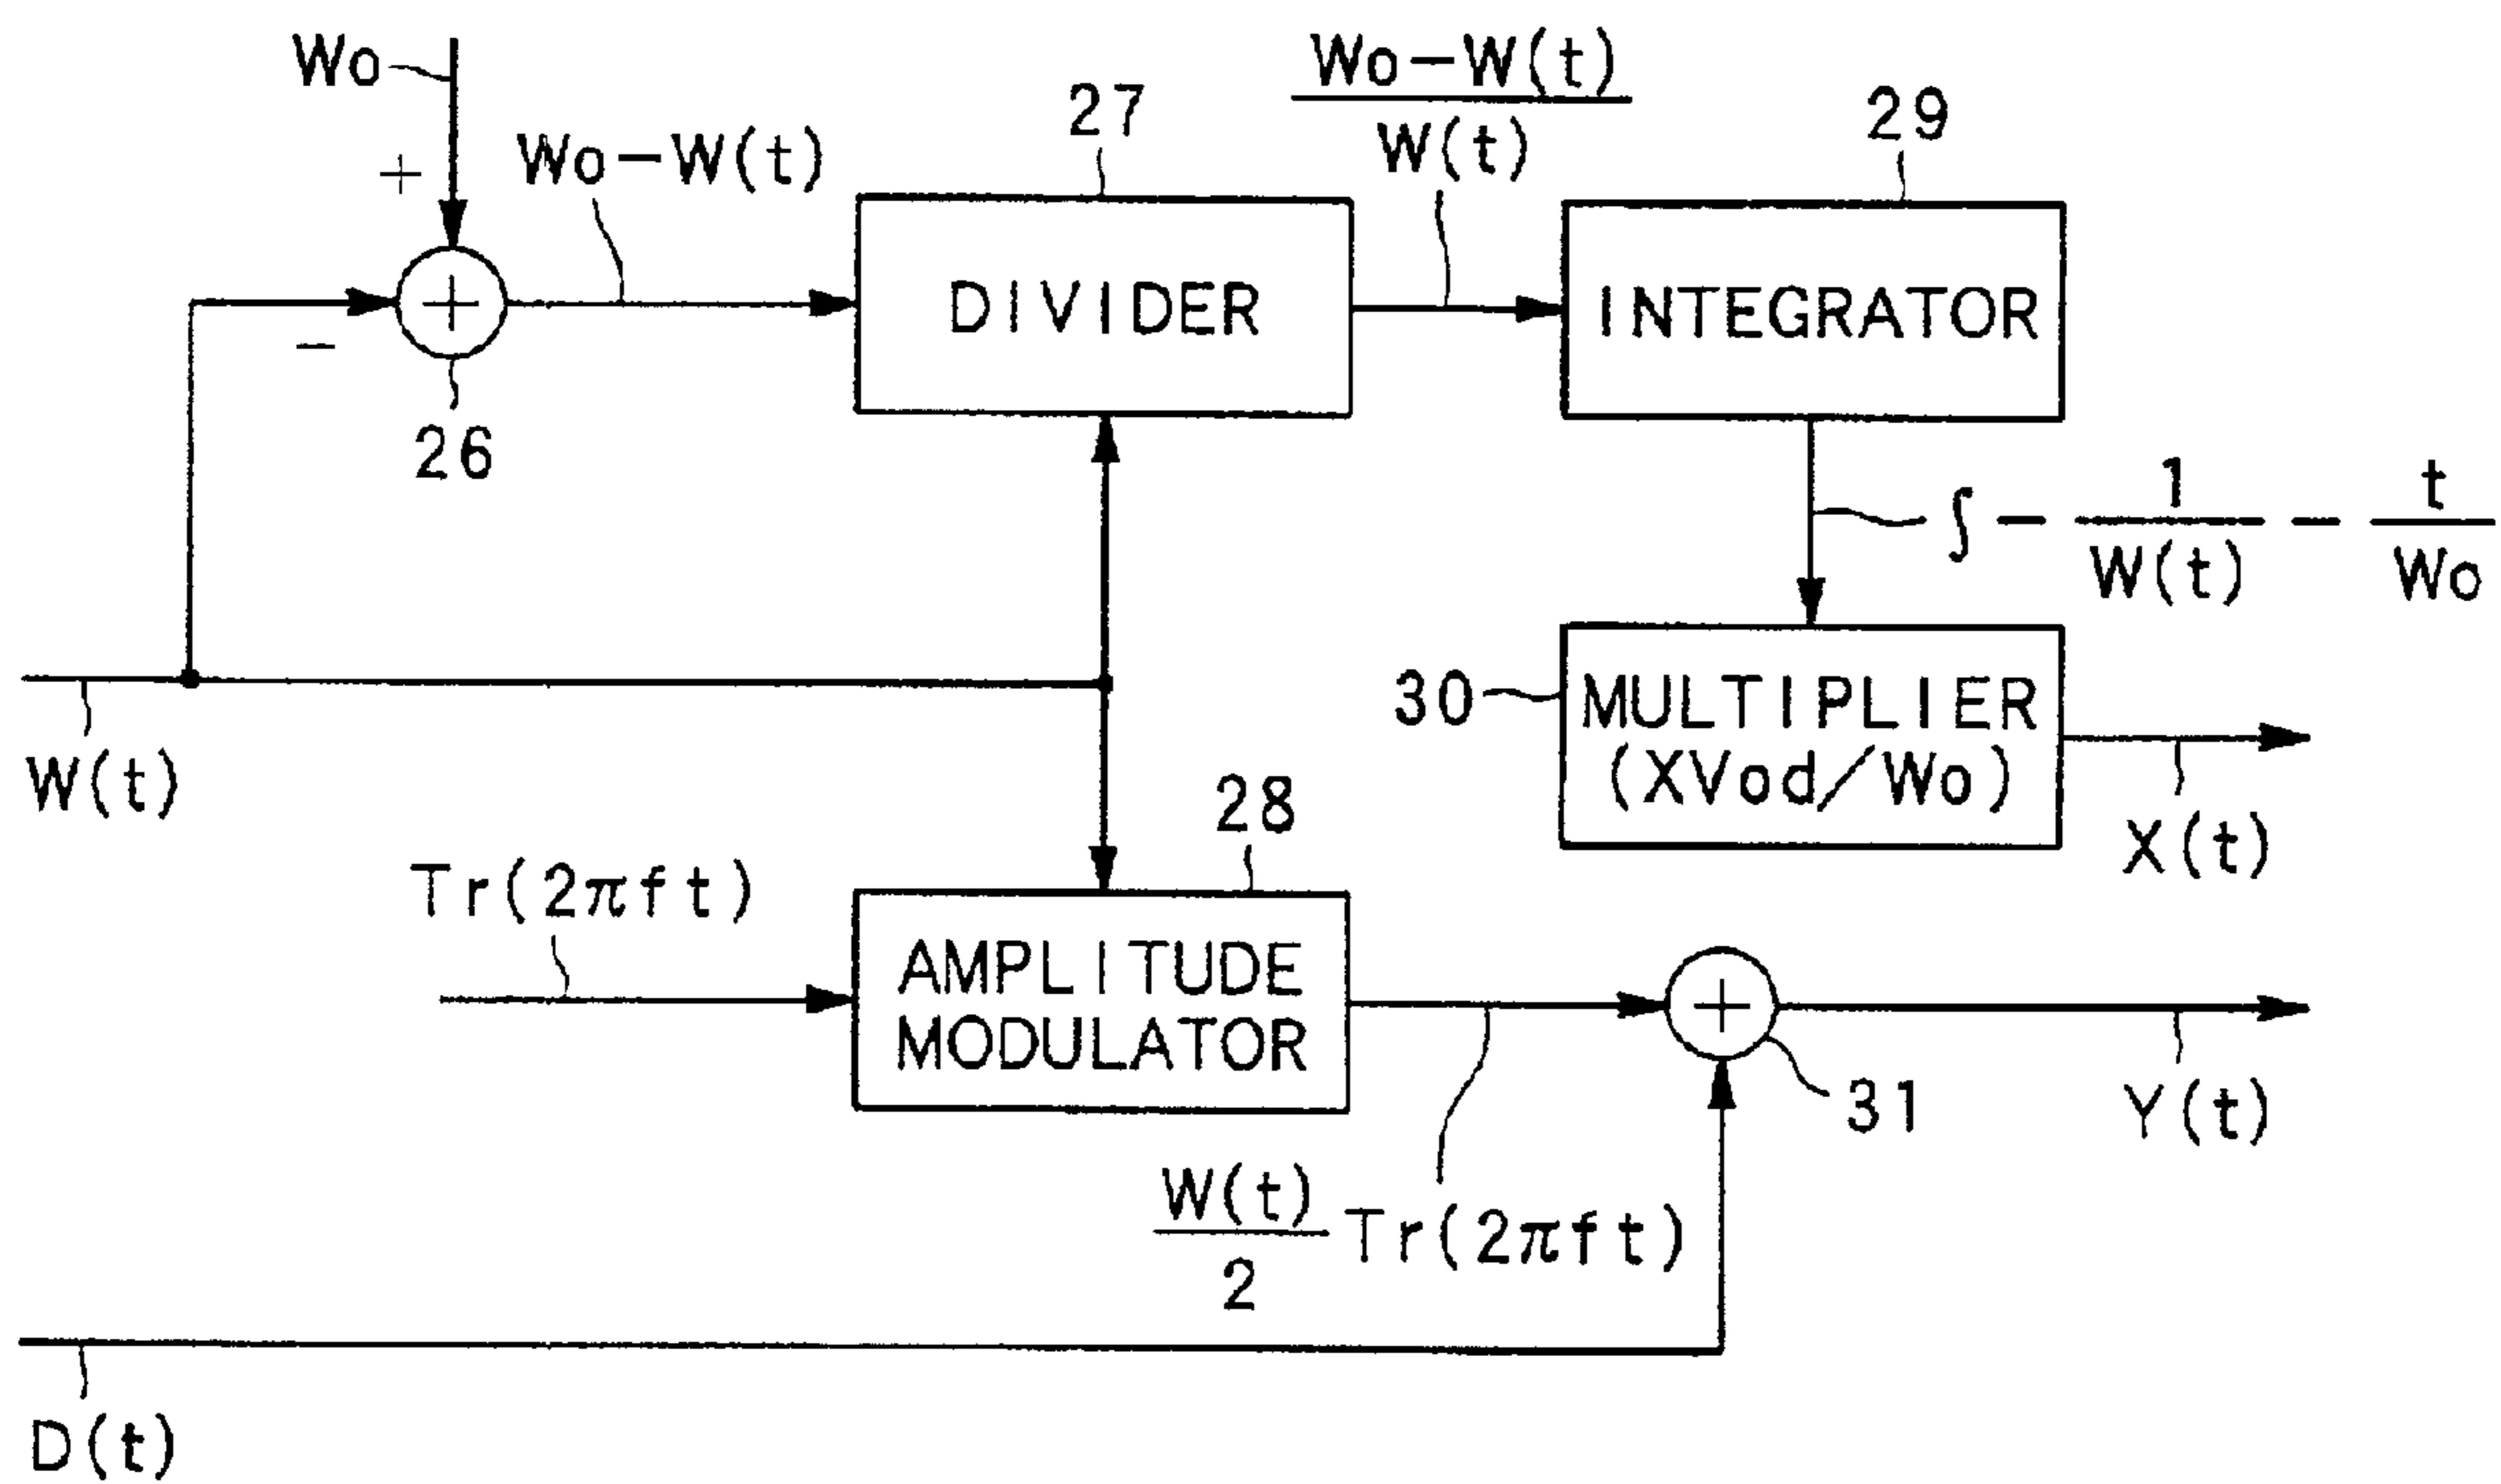 Wo
+
Wo-W(t)
27
Wo-W(t)
W(t)
29
+
-
DIVIDER
INTEGRATOR
26
∫ - 1 - t
W(t) Wo
W(t)
30
MULTIPLIER
(XVod/Wo)
X(t)
28
Tr(2πft)
AMPLITUDE
MODULATOR
+
31
Y(t)
W(t)
2
Tr(2πft)
D(t)